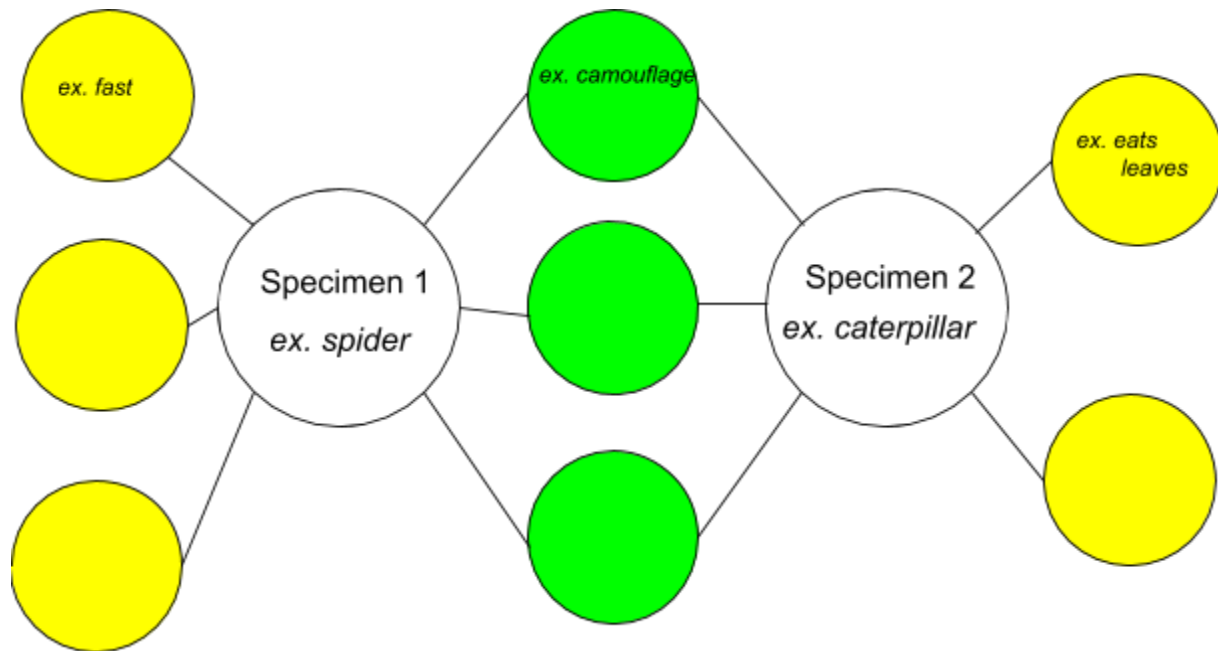 ex. fast
ex. camouflage
ex. eats
leaves
Specimen 1
ex. spider
Specimen 2
ex. caterpillar